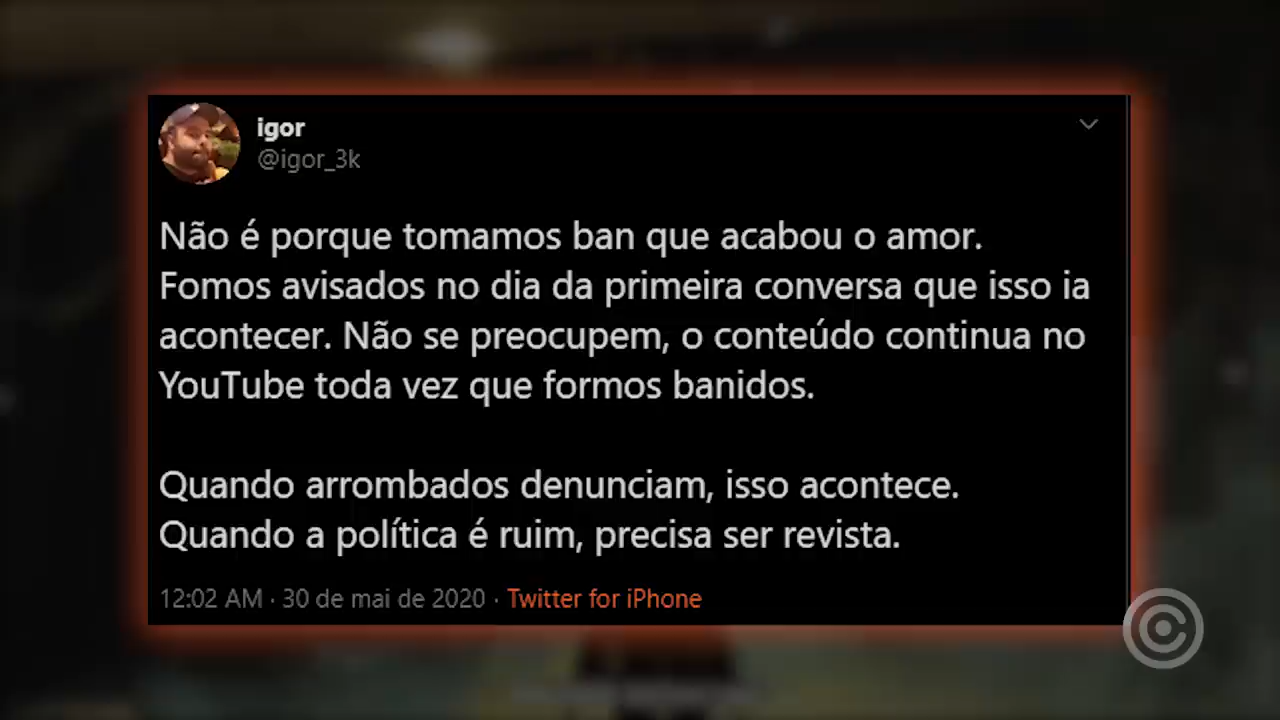 igor
@igor_3k
Não é porque tomamos ban que acabou o amor.
Fomos avisados no dia da primeira conversa que isso ia
acontecer. Não se preocupem, o conteúdo continua no
YouTube toda vez que formos banidos.
Quando arrombados denunciam, isso acontece.
Quando a política é ruim, precisa ser revista.
12:02 AM · 30 de mai de 2020 · Twitter for iPhone